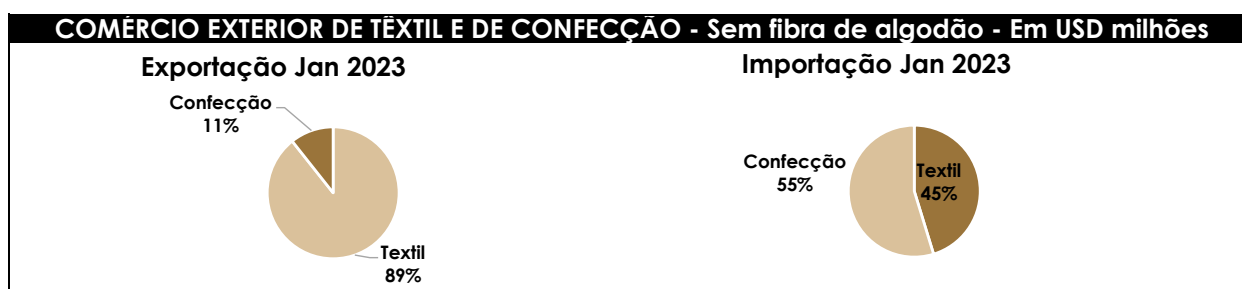 COMÉRCIO EXTERIOR DE TÊXTIL E DE CONFECÇÃO - Sem fibra de algodão - Em USD milhões
Exportação Jan 2023
Confecção
11%
Textil
89%
Importação Jan 2023
Confecção
55%
Textil
45%